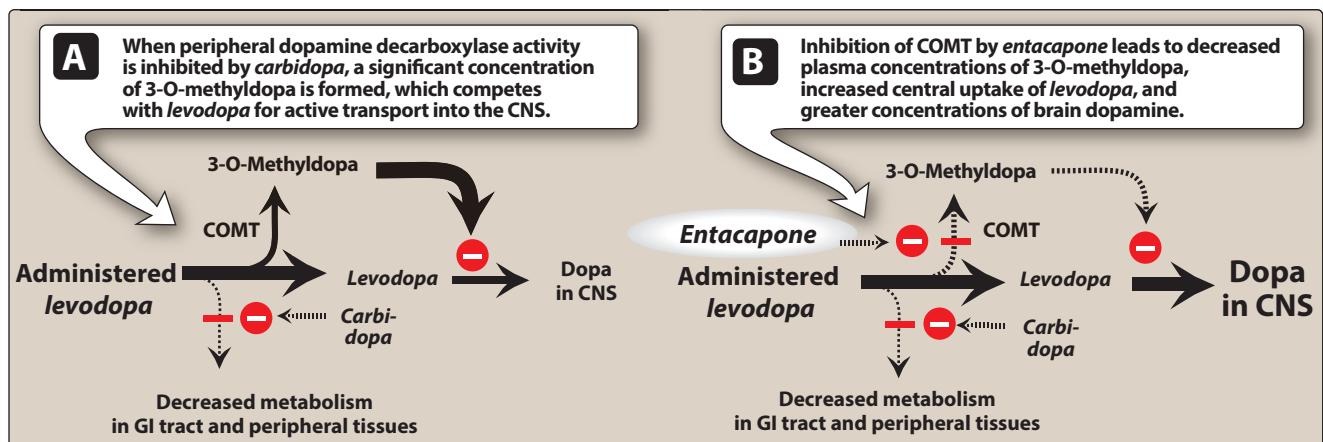 A
When peripheral dopamine decarboxylase activity
is inhibited by carbidopa, a significant concentration
of 3-O-methyldopa is formed, which competes
with levodopa for active transport into the CNS.
3-O-Methyldopa
COMT
Administered
levodopa
Levodopa
Dopa
in CNS
Carbi-
dopa
Decreased metabolism
in GI tract and peripheral tissues
B
Inhibition of COMT by entacapone leads to decreased
plasma concentrations of 3-O-methyldopa,
increased central uptake of levodopa, and
greater concentrations of brain dopamine.
3-O-Methyldopa
Entacapone
COMT
Administered
levodopa
Levodopa
Dopa
in CNS
Carbi-
dopa
Decreased metabolism
in GI tract and peripheral tissues